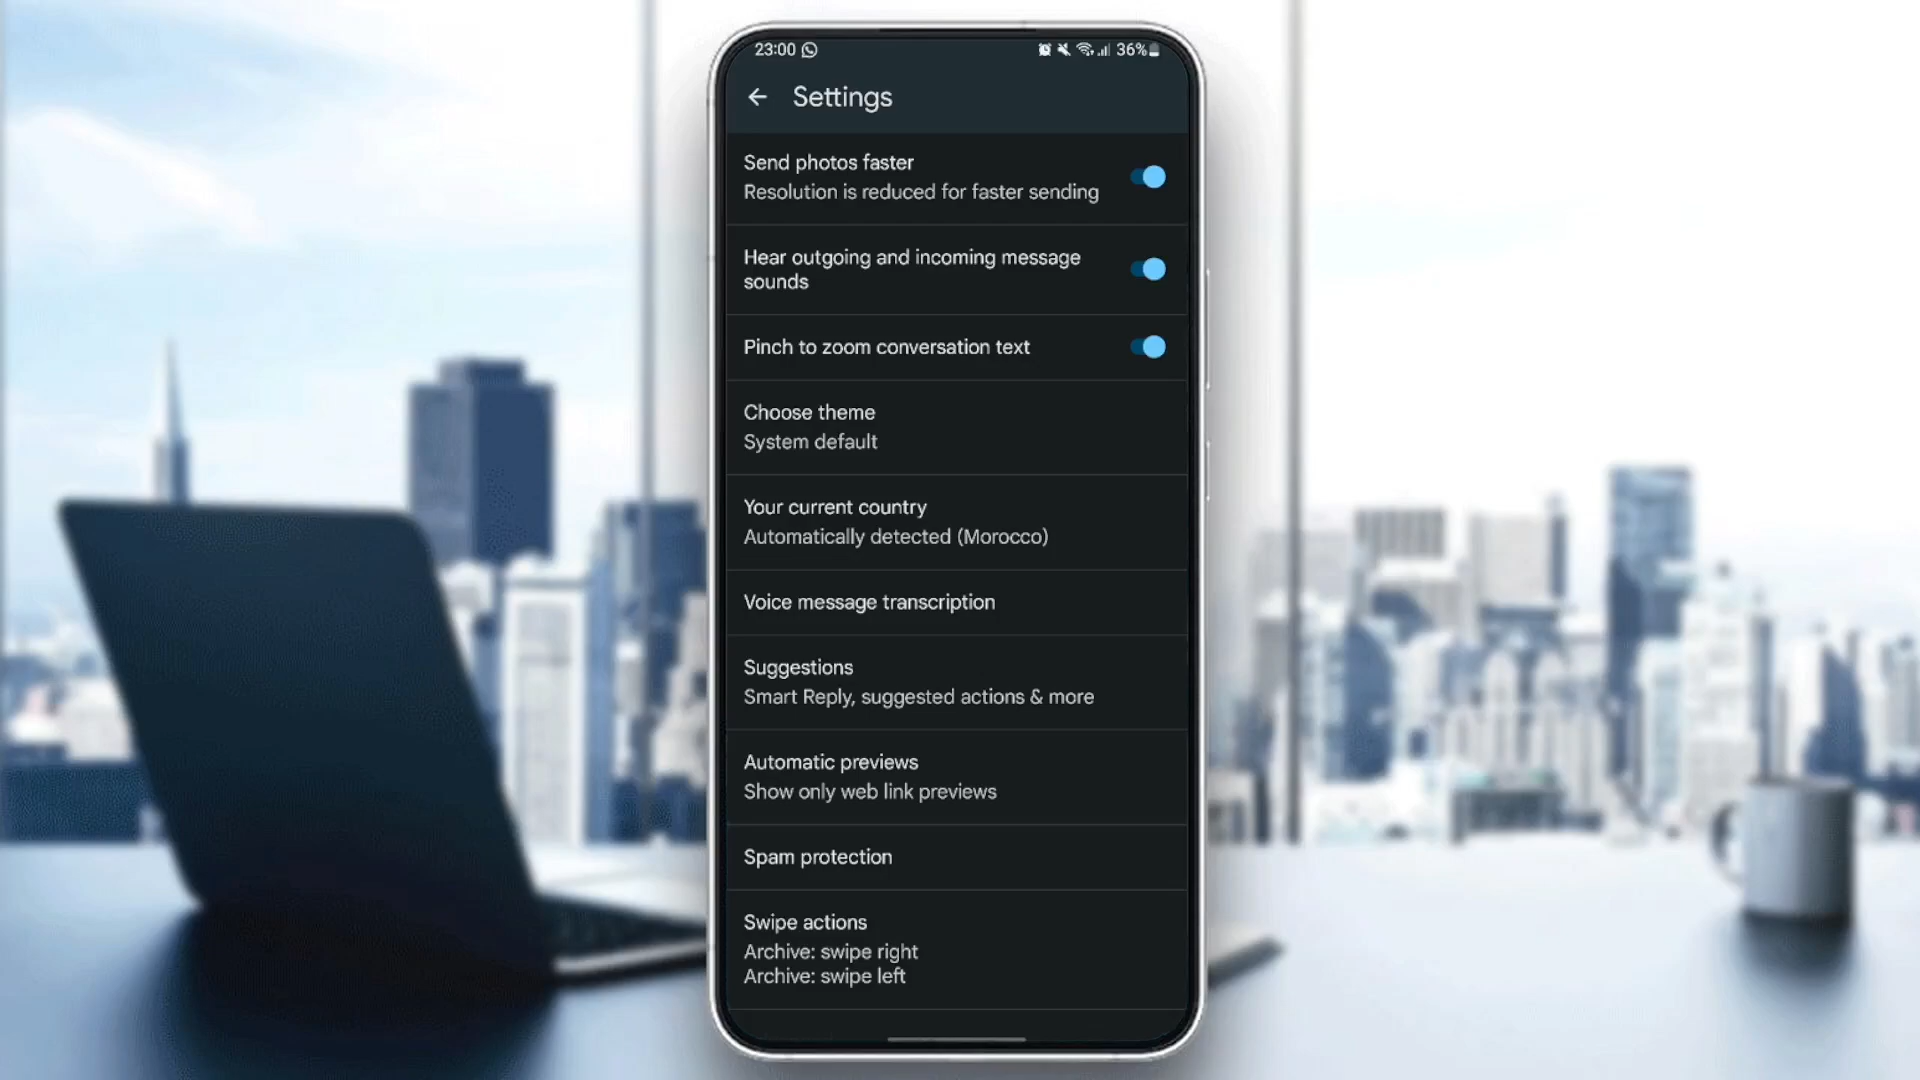 23:00
36%
Settings
Send photos faster
Resolution is reduced for faster sending
Hear outgoing and incoming message
sounds
Pinch to zoom conversation text
Choose theme
System default
Your current country
Automatically detected (Morocco)
Voice message transcription
Suggestions
Smart Reply, suggested actions & more
Automatic previews
Show only web link previews
Spam protection
Swipe actions
Archive: swipe right
Archive: swipe left